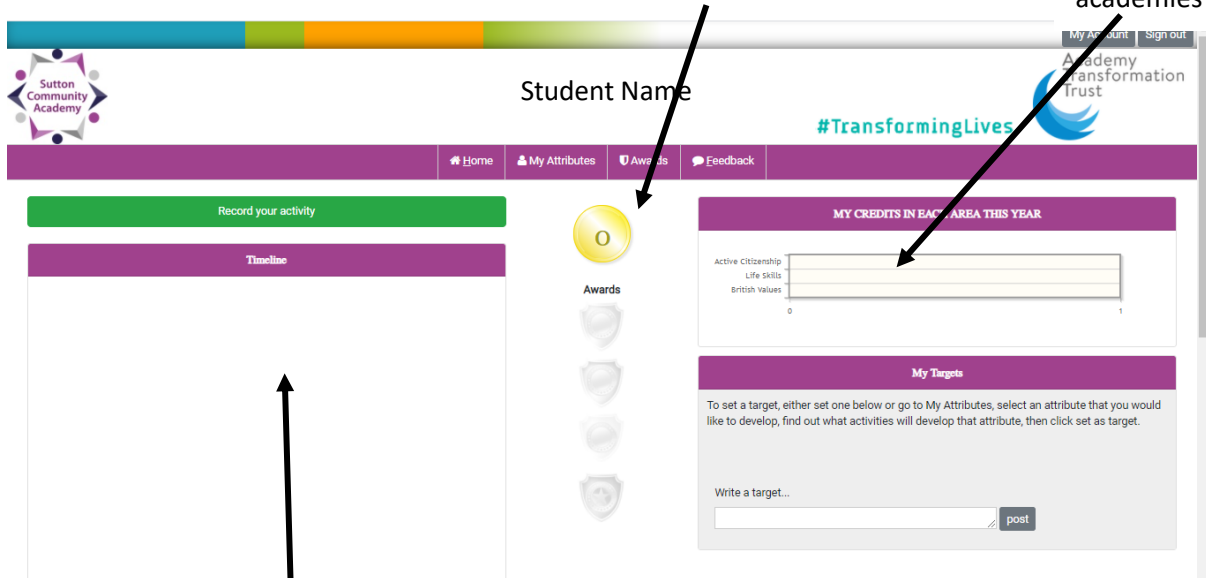 academies
My Account Sign out
Sutton
Community
Academy
Student Name
Academy
Transformation
Trust
#TransformingLives
Home My Attributes Awards Feedback
Record your activity
Timeline
0
Awards
MY CREDITS IN EACH AREA THIS YEAR
Active Citizenship
Life Skills
British Values
0 1
My Targets
To set a target, either set one below or go to My Attributes, select an attribute that you would
like to develop, find out what activities will develop that attribute, then click set as target.
Write a target...
post